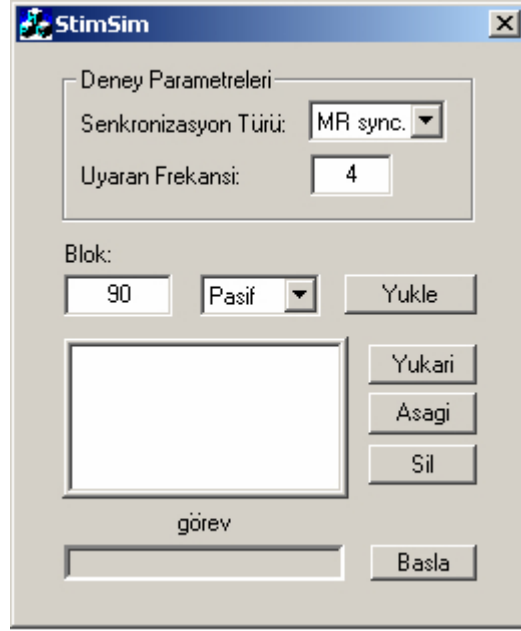 StimSim
Deney Parametreleri
Senkronizasyon Türü: MR sync.
Uyaran Frekansi: 4
Blok:
90 Pasif Yukle
Yukari
Asagi
Sil
görev
Basla